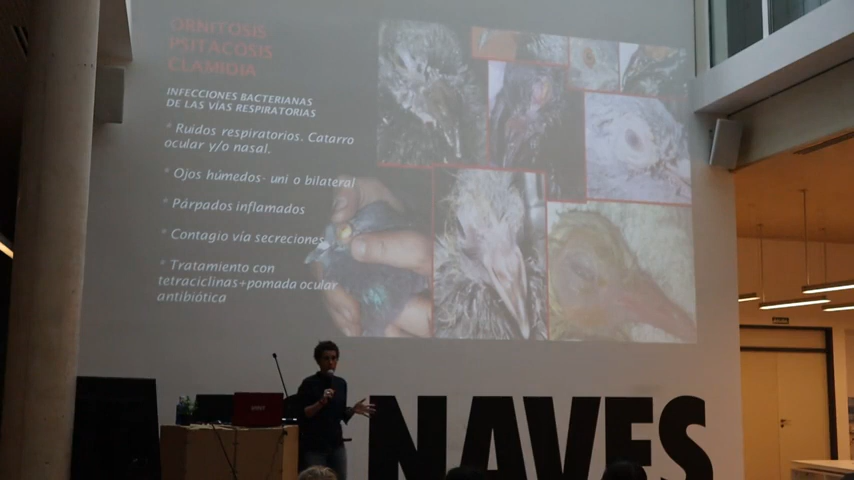 ORNITOSIS
PSITACOSIS
CLAMIDIA
INFECCIONES BACTERIANAS
DE LAS VÍAS RESPIRATORIAS
* Ruidos respiratorios. Catarro
ocular y/o nasal.
* Ojos húmedos- uni o bilateral
* Párpados inflamados
* Contagio vía secreciones
* Tratamiento con
tetraciclinas+pomada ocular
antibiótica
NAVES